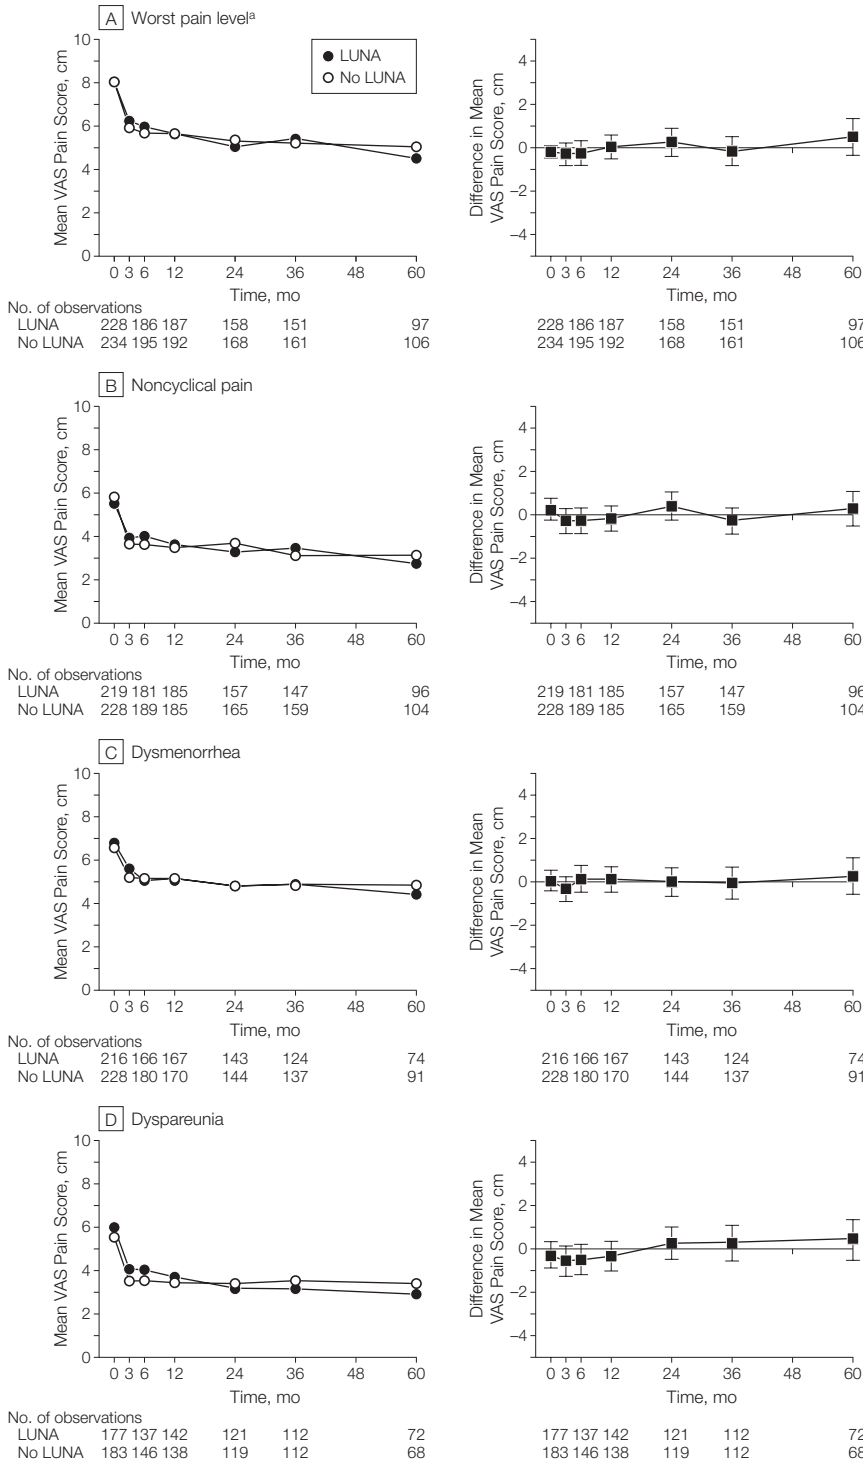 A Worst pain levelᵃ
LUNA
No LUNA
Mean VAS Pain Score, cm
10
8
6
4
2
0
0 3 6 12 24 36 48 60
Time, mo
Difference in Mean
VAS Pain Score, cm
4
2
0
–2
–4
0 3 6 12 24 36 48 60
Time, mo
No. of observations
LUNA 228 186 187 158 151 97 228 186 187 158 151 97
No LUNA 234 195 192 168 161 106 234 195 192 168 161 106
B Noncyclical pain
Mean VAS Pain Score, cm
10
8
6
4
2
0
0 3 6 12 24 36 48 60
Time, mo
Difference in Mean
VAS Pain Score, cm
4
2
0
–2
–4
0 3 6 12 24 36 48 60
Time, mo
No. of observations
LUNA 219 181 185 157 147 96 219 181 185 157 147 96
No LUNA 228 189 185 165 159 104 228 189 185 165 159 104
C Dysmenorrhea
Mean VAS Pain Score, cm
10
8
6
4
2
0
0 3 6 12 24 36 48 60
Time, mo
Difference in Mean
VAS Pain Score, cm
4
2
0
–2
–4
0 3 6 12 24 36 48 60
Time, mo
No. of observations
LUNA 216 166 167 143 124 74 216 166 167 143 124 74
No LUNA 228 180 170 144 137 91 228 180 170 144 137 91
D Dyspareunia
Mean VAS Pain Score, cm
10
8
6
4
2
0
0 3 6 12 24 36 48 60
Time, mo
Difference in Mean
VAS Pain Score, cm
4
2
0
–2
–4
0 3 6 12 24 36 48 60
Time, mo
No. of observations
LUNA 177 137 142 121 112 72 177 137 142 121 112 72
No LUNA 183 146 138 119 112 68 183 146 138 119 112 68